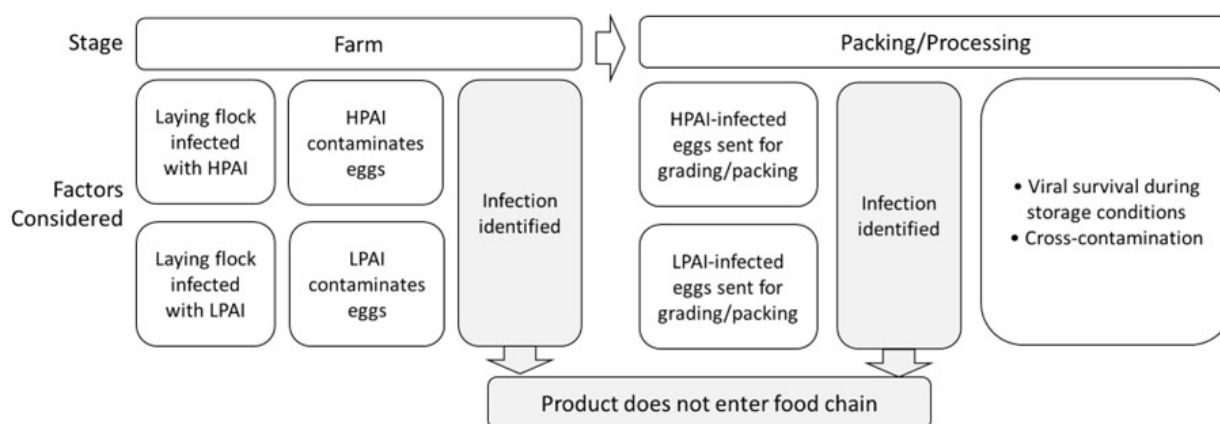 Stage
Farm
Packing/Processing
Factors
Considered
Laying flock
infected
with HPAI
HPAI
contaminates
eggs
Laying flock
infected
with LPAI
LPAI
contaminates
eggs
Infection
identified
HPAI-infected
eggs sent for
grading/packing
LPAI-infected
eggs sent for
grading/packing
Infection
identified
• Viral survival during
storage conditions
• Cross-contamination
Product does not enter food chain